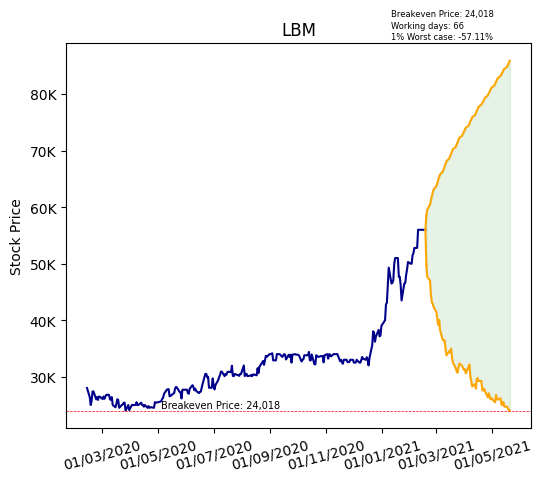 Breakeven Price: 24,018
Working days: 66
1% Worst case: -57.11%
LBM
80K
70K
60K
50K
40K
30K
Stock Price
Breakeven Price: 24,018
01/03/2020
01/05/2020
01/07/2020
01/09/2020
01/11/2020
01/01/2021
01/03/2021
01/05/2021